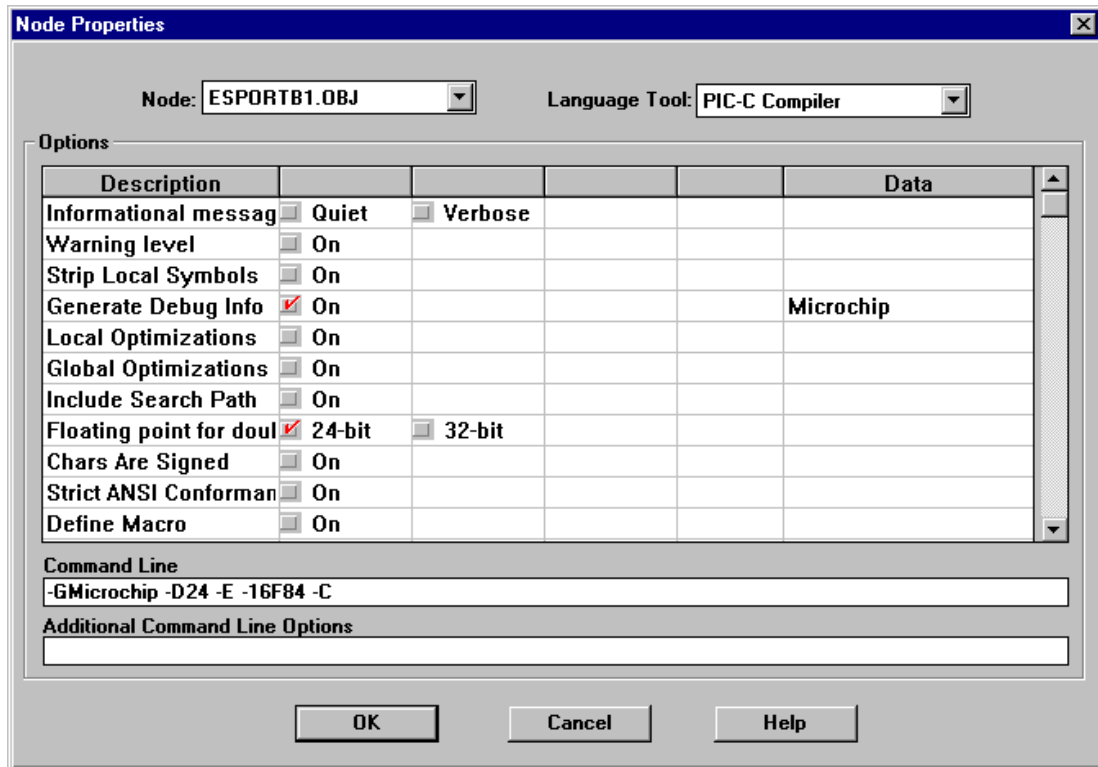 Node Properties
Node: ESPORTB1.OBJ Language Tool: PIC-C Compiler
Options
Description Data
Informational messag Quiet Verbose
Warning level On
Strip Local Symbols On
Generate Debug Info On Microchip
Local Optimizations On
Global Optimizations On
Include Search Path On
Floating point for doul 24-bit 32-bit
Chars Are Signed On
Strict ANSI Conforman On
Define Macro On
Command Line
-GMicrochip -D24 -E -16F84 -C
Additional Command Line Options
OK Cancel Help